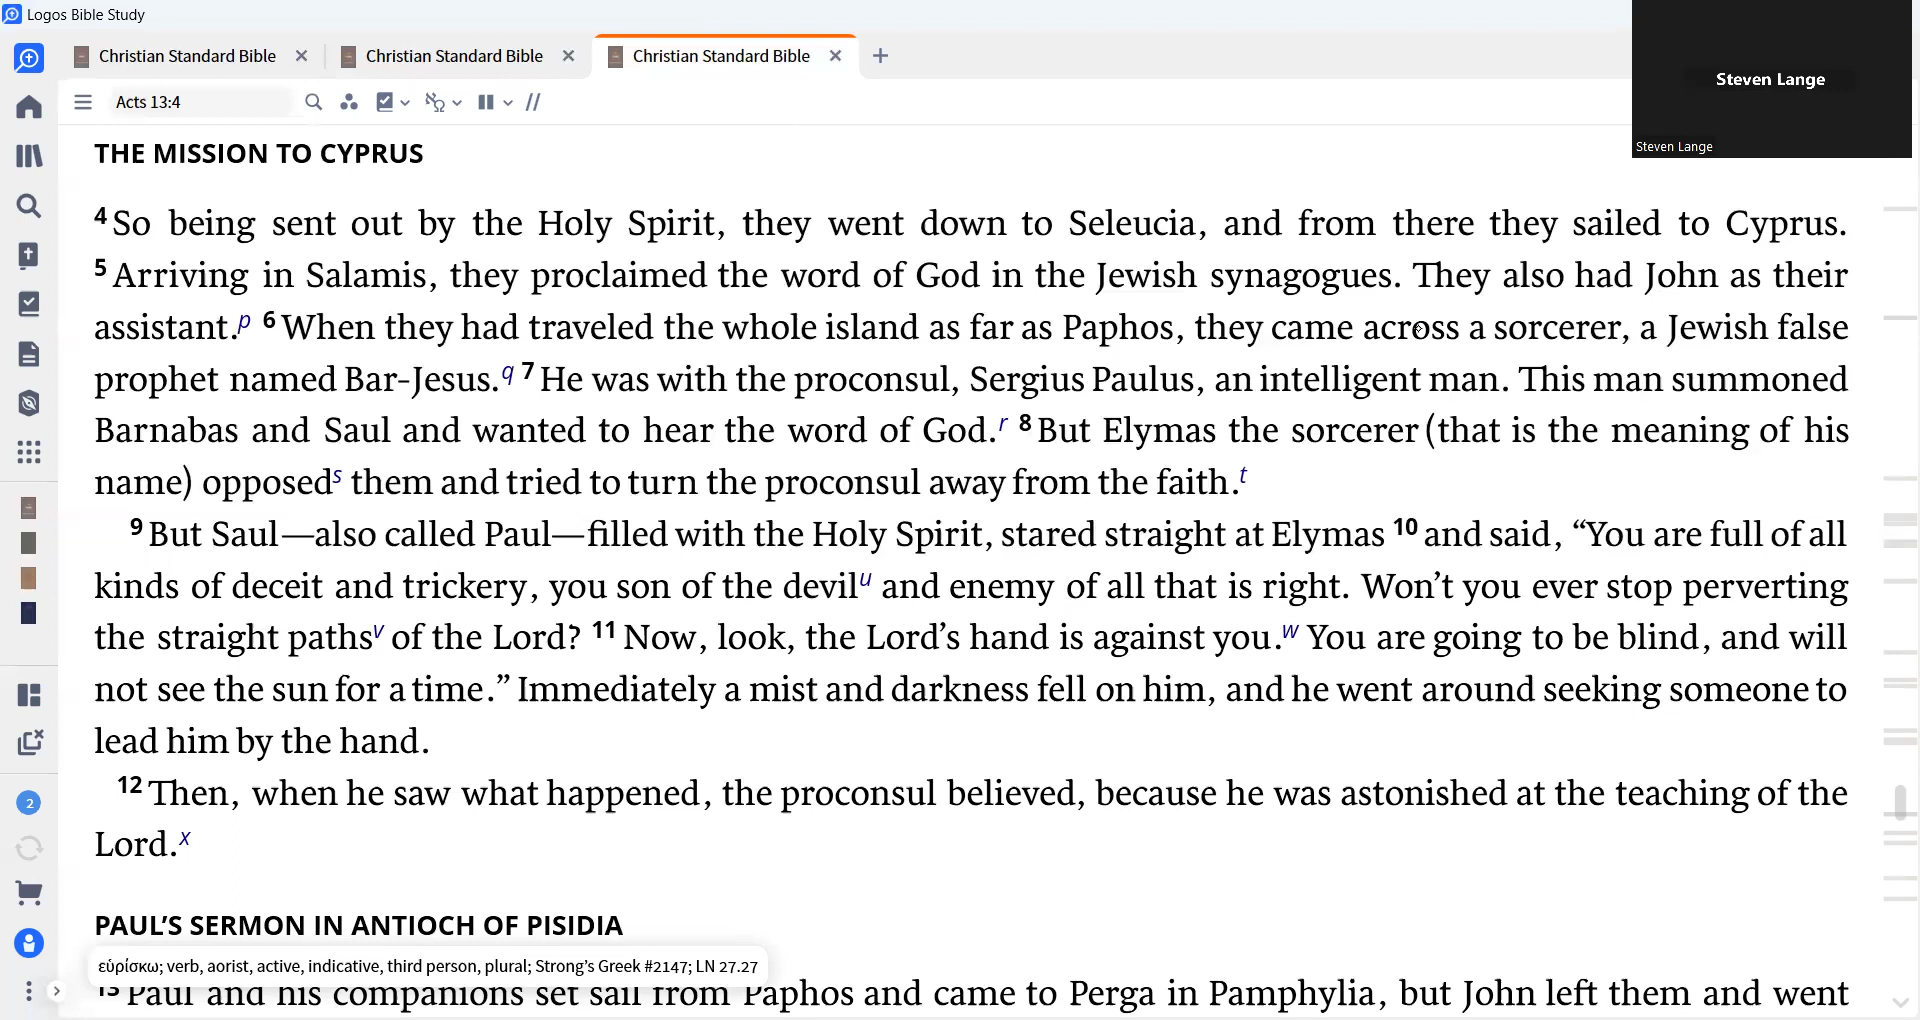 Logos Bible Study
Christian Standard Bible
Christian Standard Bible
Christian Standard Bible
Steven Lange
Acts 13:4
Steven Lange
THE MISSION TO CYPRUS
4 So being sent out by the Holy Spirit, they went down to Seleucia, and from there they sailed to Cyprus.
5 Arriving in Salamis, they proclaimed the word of God in the Jewish synagogues. They also had John as their
assistant.p 6 When they had traveled the whole island as far as Paphos, they came across a sorcerer, a Jewish false
prophet named Bar-Jesus.q 7 He was with the proconsul, Sergius Paulus, an intelligent man. This man summoned
Barnabas and Saul and wanted to hear the word of God.r 8 But Elymas the sorcerer (that is the meaning of his
name) opposeds them and tried to turn the proconsul away from the faith.t
9 But Saul—also called Paul—filled with the Holy Spirit, stared straight at Elymas 10 and said, “You are full of all
kinds of deceit and trickery, you son of the devilu and enemy of all that is right. Won’t you ever stop perverting
the straight pathsv of the Lord? 11 Now, look, the Lord’s hand is against you.w You are going to be blind, and will
not see the sun for a time.” Immediately a mist and darkness fell on him, and he went around seeking someone to
lead him by the hand.
12 Then, when he saw what happened, the proconsul believed, because he was astonished at the teaching of the
Lord.x
2
PAUL’S SERMON IN ANTIOCH OF PISIDIA
εὑρίσκω; verb, aorist, active, indicative, third person, plural; Strong’s Greek #2147; LN 27.27
13 Paul and his companions set sail from Paphos and came to Perga in Pamphylia, but John left them and went